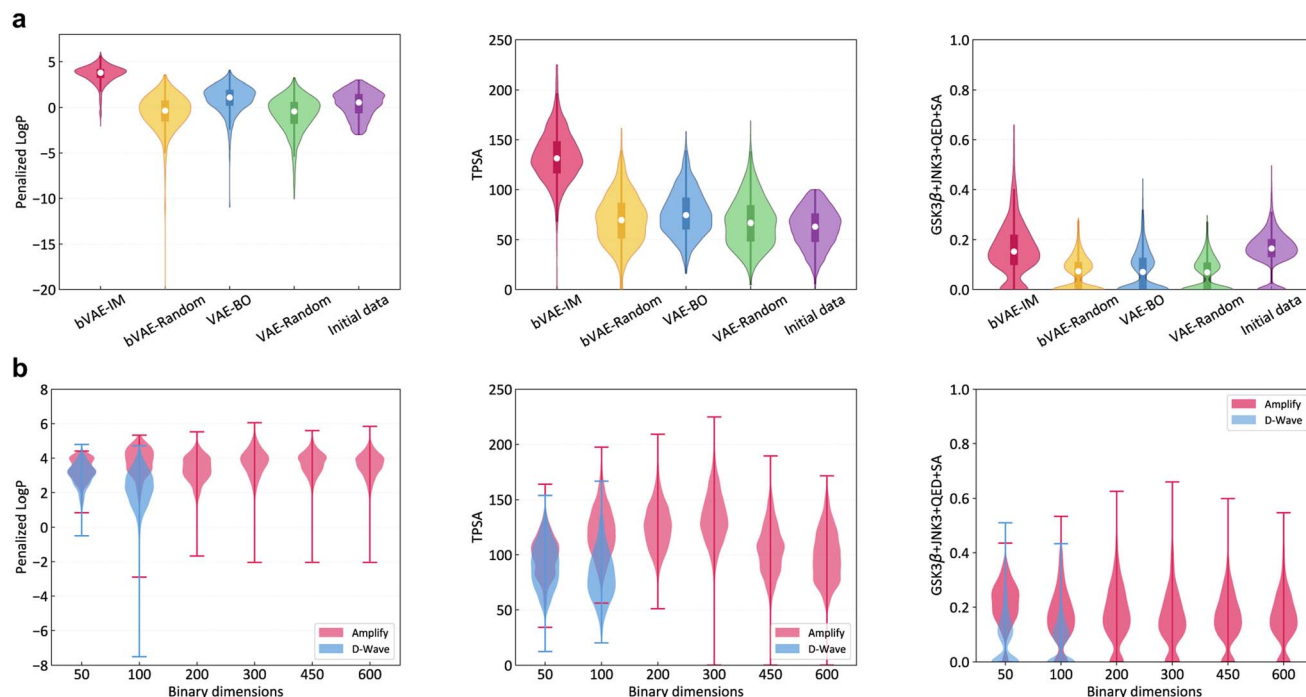 a
Penalized LogP
5
0
−5
−10
−15
−20
bVAE-IM
bVAE-Random
VAE-BO
VAE-Random
Initial data
TPSA
250
200
150
100
50
0
bVAE-IM
bVAE-Random
VAE-BO
VAE-Random
Initial data
GSK3β+JNK3+QED+SA
1.0
0.8
0.6
0.4
0.2
0.0
bVAE-IM
bVAE-Random
VAE-BO
VAE-Random
Initial data
b
Penalized LogP
8
6
4
2
0
−2
−4
−6
−8
Amplify
D-Wave
50 100 200 300 450 600
Binary dimensions
TPSA
250
200
150
100
50
0
Amplify
D-Wave
50 100 200 300 450 600
Binary dimensions
GSK3β+JNK3+QED+SA
1.0
0.8
0.6
0.4
0.2
0.0
Amplify
D-Wave
50 100 200 300 450 600
Binary dimensions